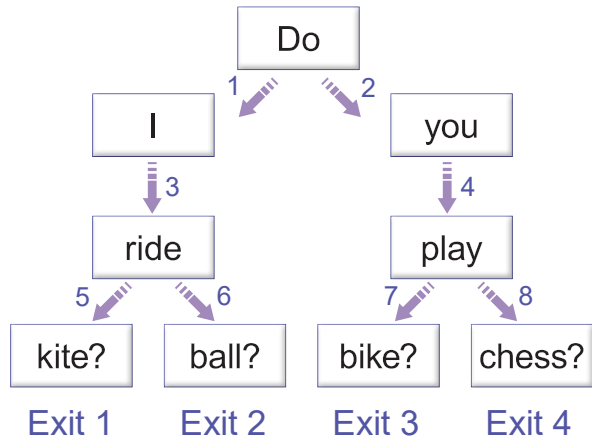 Do
1 2
I you
3 4
ride play
5 6 7 8
kite? ball? bike? chess?
Exit 1 Exit 2 Exit 3 Exit 4